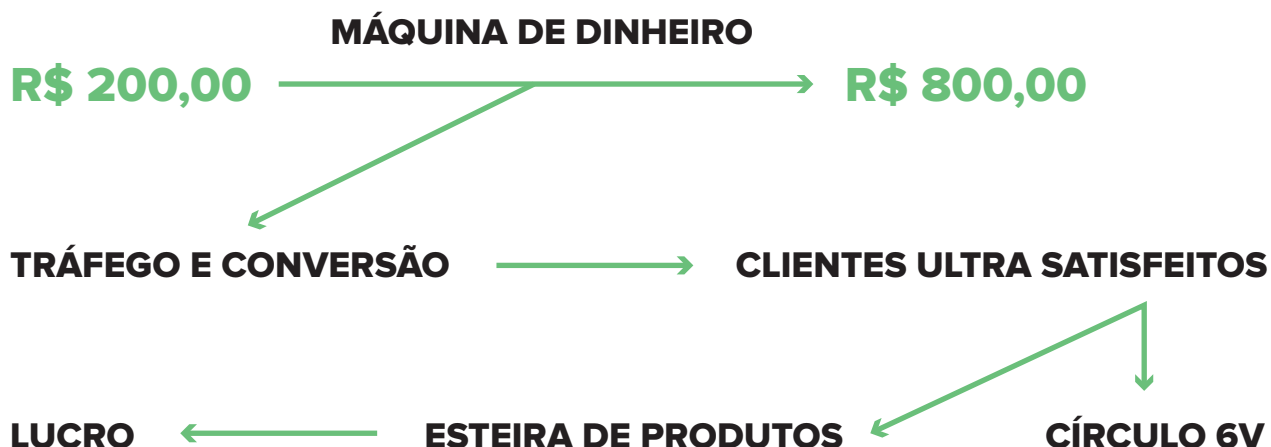 MÁQUINA DE DINHEIRO
R$ 200,00 R$ 800,00
TRÁFEGO E CONVERSÃO CLIENTES ULTRA SATISFEITOS
LUCRO ESTEIRA DE PRODUTOS CÍRCULO 6V